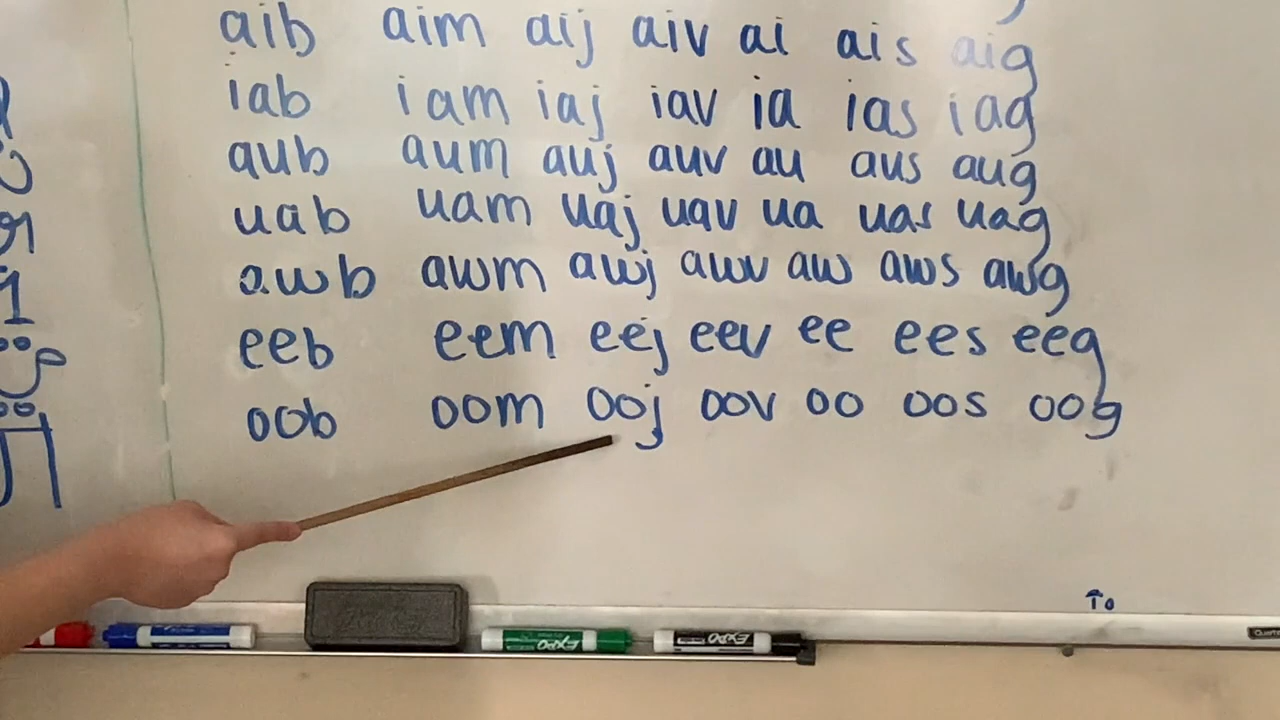 aib aim aij aiv ai ais aig
iab iam iaj iav ia ias iag
aub aum auj auv au aus aug
uab uam uaj uav ua uas uag
awb awm awj awv aw aws awg
eeb eem eej eev ee ees eeg
oob oom ooj oov oo oos oog
To
EXPO EXPO